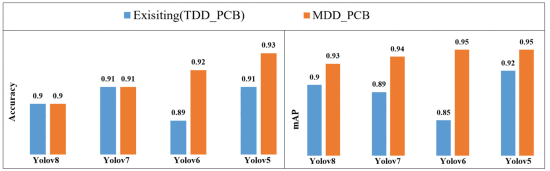 Exisiting(TDD_PCB) MDD_PCB
Accuracy
0.9 0.9 0.91 0.91 0.89 0.92 0.91 0.93
Yolov8 Yolov7 Yolov6 Yolov5
mAP
0.9 0.93 0.89 0.94 0.85 0.95 0.92 0.95
Yolov8 Yolov7 Yolov6 Yolov5